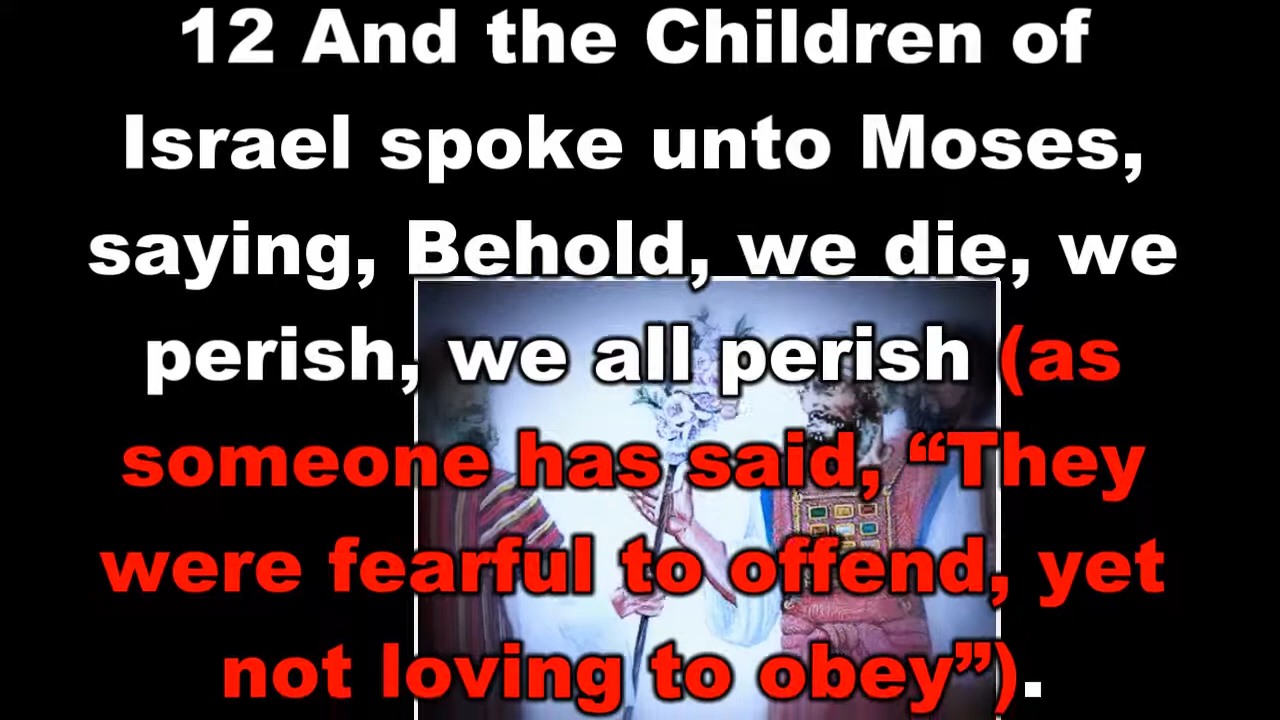 12 And the Children of
Israel spoke unto Moses,
saying, Behold, we die, we
perish, we all perish (as
someone has said, “They
were fearful to offend, yet
not loving to obey”).